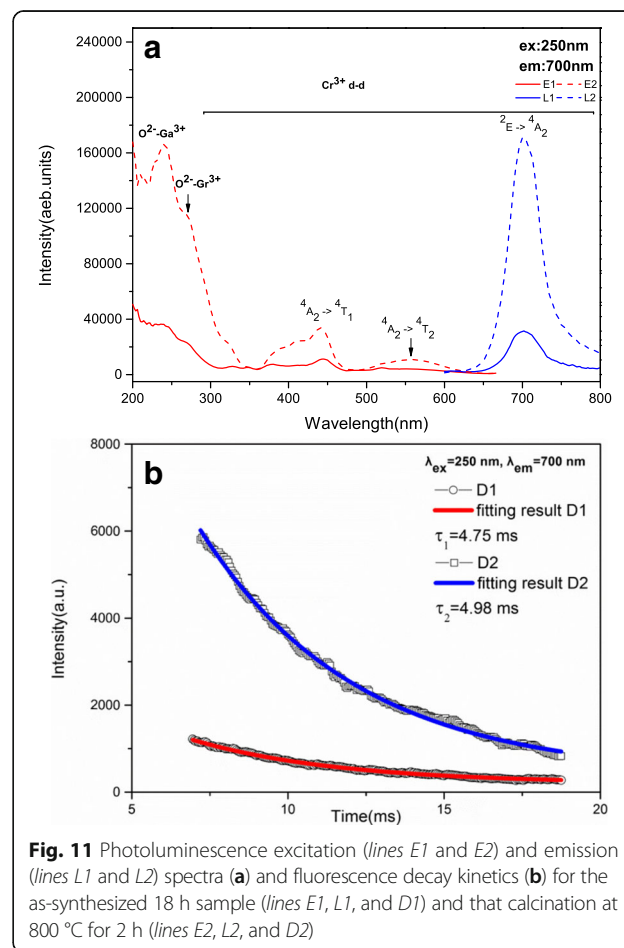 a
ex:250nm
em:700nm
E1 E2
L1 L2
Cr3+ d-d
O2--Ga3+
O2--Gr3+
4A2 -> 4T1
4A2 -> 4T2
2E -> 4A2
240000
200000
160000
120000
80000
40000
0
Intensity(aeb.units)
200 300 400 500 600 700 800
Wavelength(nm)
b
λex=250 nm, λem=700 nm
D1
fitting result D1
τ1=4.75 ms
D2
fitting result D2
τ2=4.98 ms
8000
6000
4000
2000
0
Intensity(a.u.)
5 10 15 20
Time(ms)
Fig. 11 Photoluminescence excitation (lines E1 and E2) and emission
(lines L1 and L2) spectra (a) and fluorescence decay kinetics (b) for the
as-synthesized 18 h sample (lines E1, L1, and D1) and that calcination at
800 °C for 2 h (lines E2, L2, and D2)